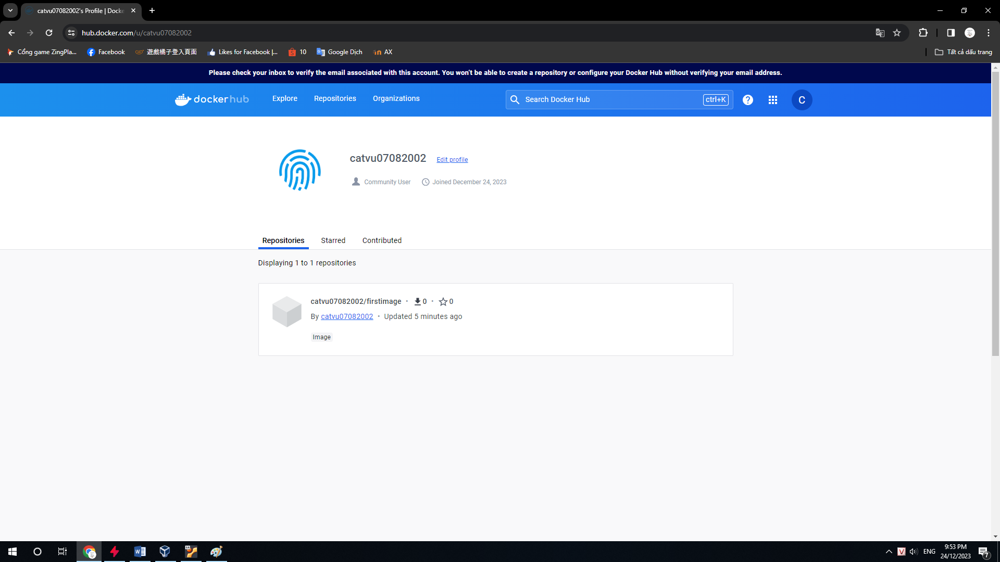 catvu07082002's Profile | Docke
hub.docker.com/u/catvu07082002
Cổng game ZingPla...
Facebook
遊戲橘子登入頁面
Likes for Facebook |...
10
Google Dịch
AX
Tất cả dấu trang
Please check your inbox to verify the email associated with this account. You won't be able to create a repository or configure your Docker Hub without verifying your email address.
dockerhub
Explore
Repositories
Organizations
Search Docker Hub
ctrl+K
?
C
catvu07082002
Edit profile
Community User
Joined December 24, 2023
Repositories
Starred
Contributed
Displaying 1 to 1 repositories
catvu07082002/firstimage • 0 • 0
By catvu07082002 • Updated 5 minutes ago
Image
V
ENG
9:53 PM
24/12/2023
7